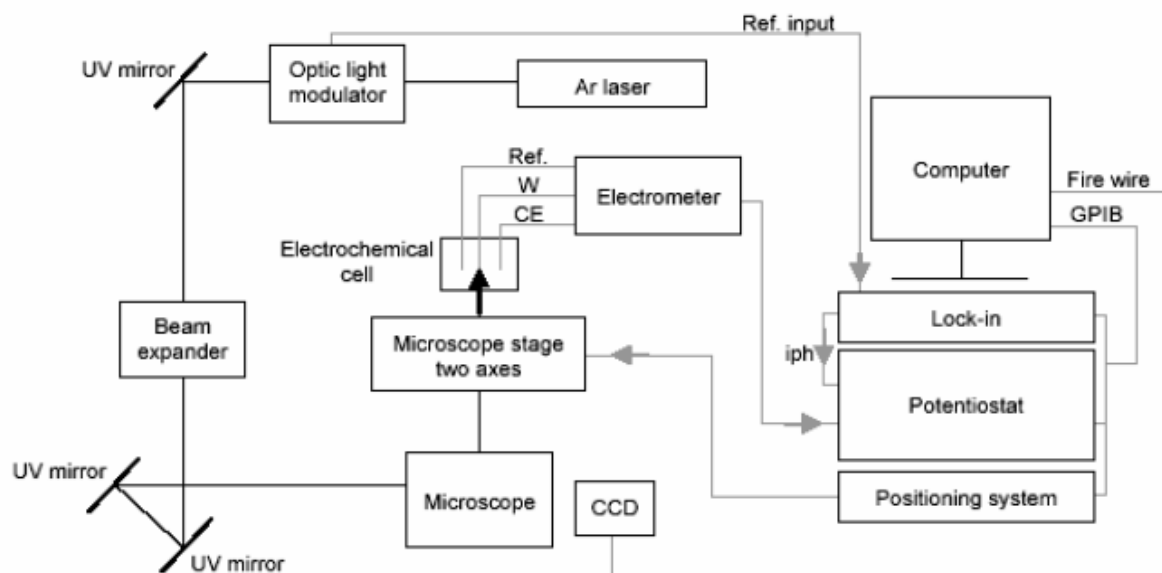 Ref. input
UV mirror
Optic light
modulator
Ar laser
Ref.
W
CE
Electrometer
Computer
Fire wire
GPIB
Electrochemical
cell
Beam
expander
Microscope stage
two axes
Lock-in
iph
Potentiostat
UV mirror
Microscope
CCD
Positioning system
UV mirror